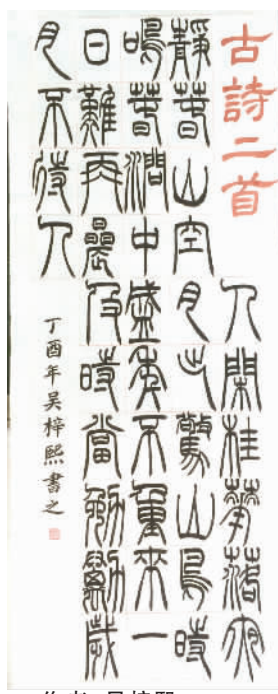 古詩二首
人閑桂華落夜
靜春山空月出驚山鳥時
鳴春澗中盛年不重來一
日難再晨及時當勉勵歲
月不待人
丁酉年吴梓熙書之